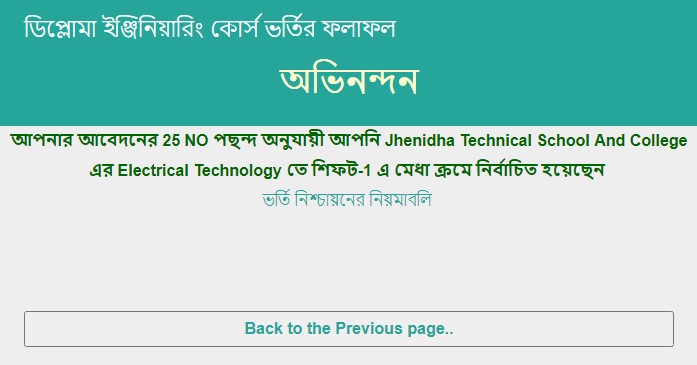 ডিপ্লোমা ইঞ্জিনিয়ারিং কোর্স ভর্তির ফলাফল
অভিনন্দন
আপনার আবেদনের 25 NO পছন্দ অনুযায়ী আপনি Jhenidha Technical School And College
এর Electrical Technology তে শিফট-1 এ মেধা ক্রমে নির্বাচিত হয়েছেন
ভর্তি নিশ্চায়নের নিয়মাবলি
Back to the Previous page..